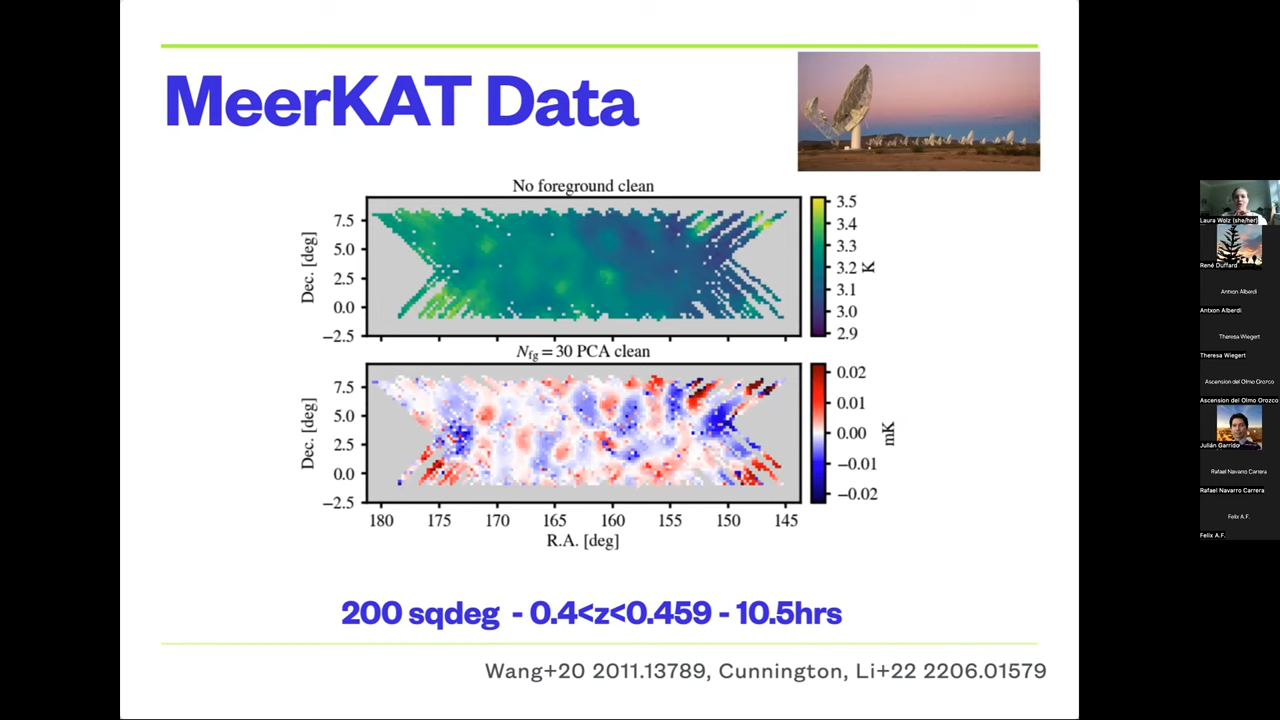 MeerKAT Data
No foreground clean
7.5
5.0
2.5
0.0
−2.5
Dec. [deg]
3.5
3.4
3.3
3.2
3.1
3.0
2.9
K
N_fg = 30 PCA clean
7.5
5.0
2.5
0.0
−2.5
Dec. [deg]
0.02
0.01
0.00
−0.01
−0.02
mK
180 175 170 165 160 155 150 145
R.A. [deg]
200 sqdeg - 0.4<z<0.459 - 10.5hrs
Wang+20 2011.13789, Cunnington, Li+22 2206.01579
Laura Wolz (she/her)
René Duffard
Antxon Alberdi
Antxon Alberdi
Theresa Wiegert
Theresa Wiegert
Ascension del Olmo Orozco
Ascension del Olmo Orozco
Julián Garrido
Rafael Navarro Carrera
Rafael Navarro Carrera
Felix A.F.
Felix A.F.